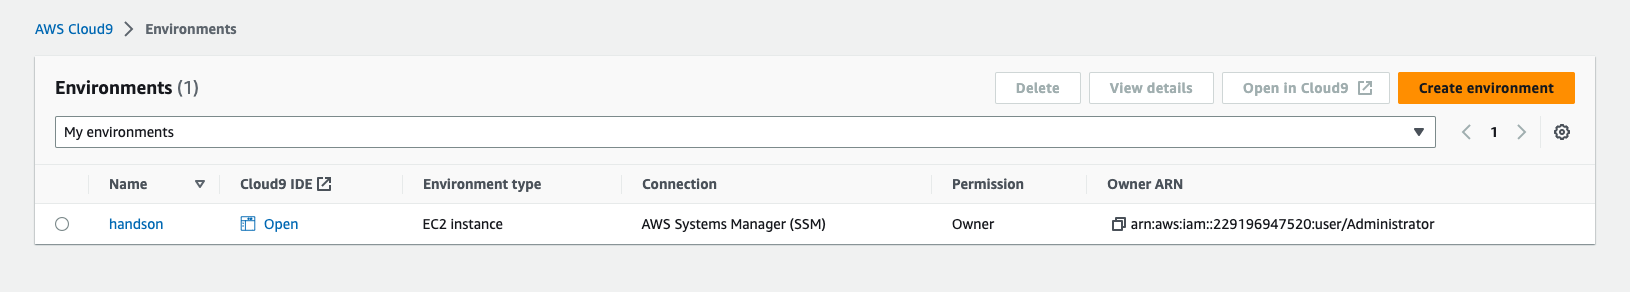 AWS Cloud9 > Environments
Environments (1)
Delete View details Open in Cloud9 Create environment
My environments
1
Name Cloud9 IDE Environment type Connection Permission Owner ARN
handson Open EC2 instance AWS Systems Manager (SSM) Owner arn:aws:iam::229196947520:user/Administrator